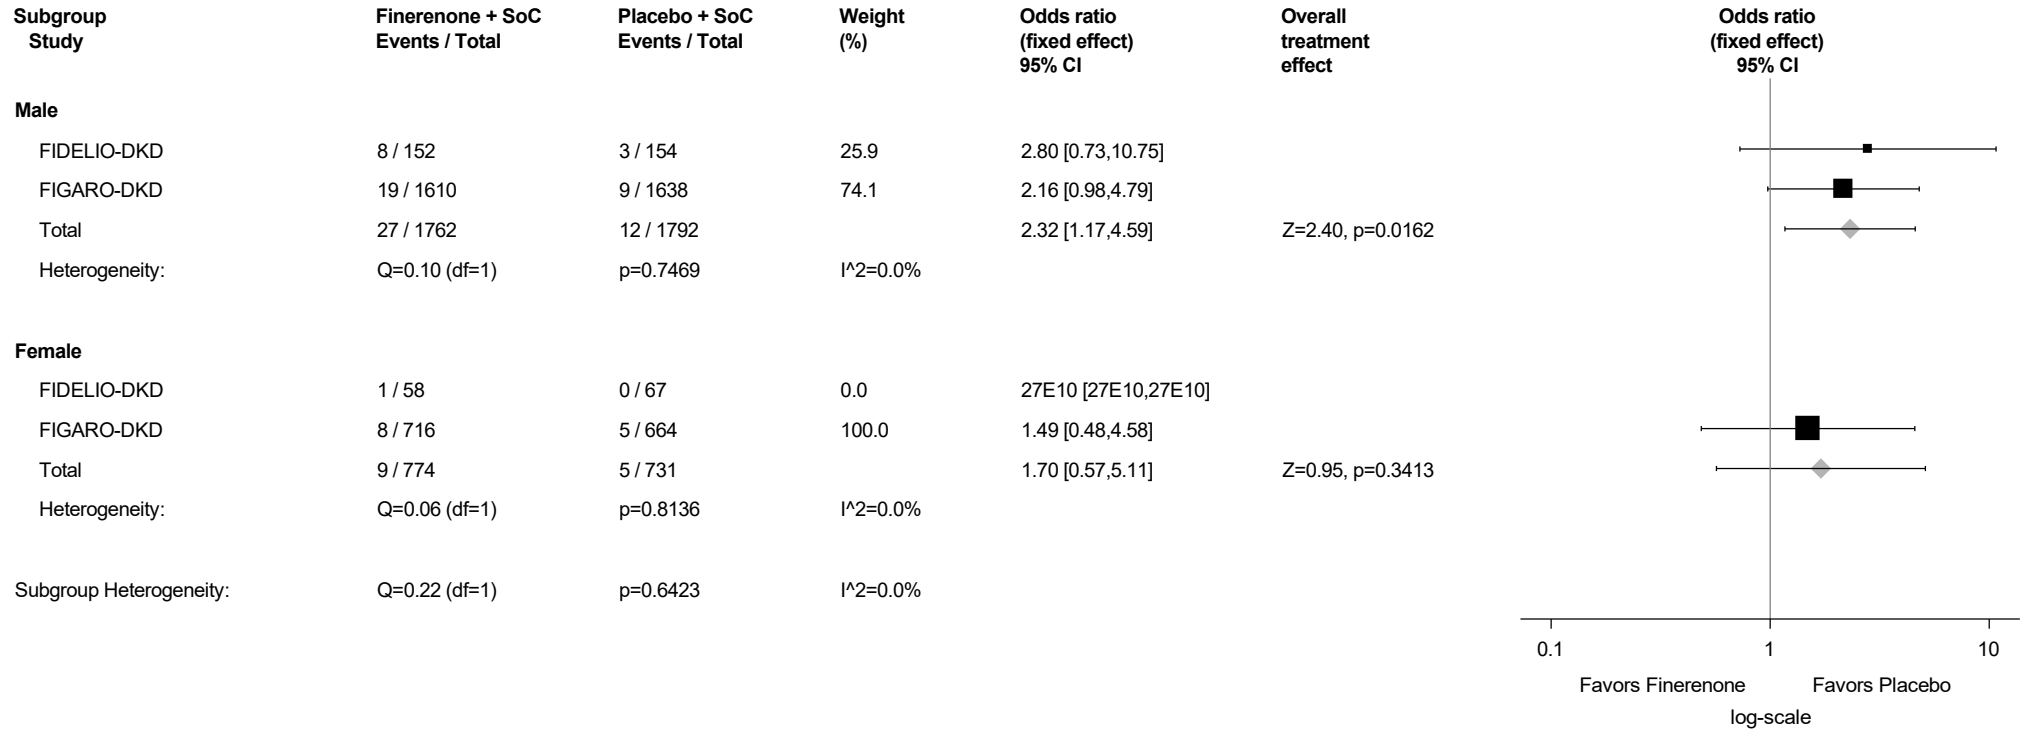 Subgroup Finerenone + SoC Placebo + SoC Weight Odds ratio Overall Odds ratio
Study Events / Total Events / Total (%) (fixed effect) treatment (fixed effect)
95% CI effect 95% CI
Male
FIDELIO-DKD 8 / 152 3 / 154 25.9 2.80 [0.73,10.75]
FIGARO-DKD 19 / 1610 9 / 1638 74.1 2.16 [0.98,4.79]
Total 27 / 1762 12 / 1792 2.32 [1.17,4.59] Z=2.40, p=0.0162
Heterogeneity: Q=0.10 (df=1) p=0.7469 I^2=0.0%
Female
FIDELIO-DKD 1 / 58 0 / 67 0.0 27E10 [27E10,27E10]
FIGARO-DKD 8 / 716 5 / 664 100.0 1.49 [0.48,4.58]
Total 9 / 774 5 / 731 1.70 [0.57,5.11] Z=0.95, p=0.3413
Heterogeneity: Q=0.06 (df=1) p=0.8136 I^2=0.0%
Subgroup Heterogeneity: Q=0.22 (df=1) p=0.6423 I^2=0.0%
0.1 1 10
Favors Finerenone Favors Placebo
log-scale